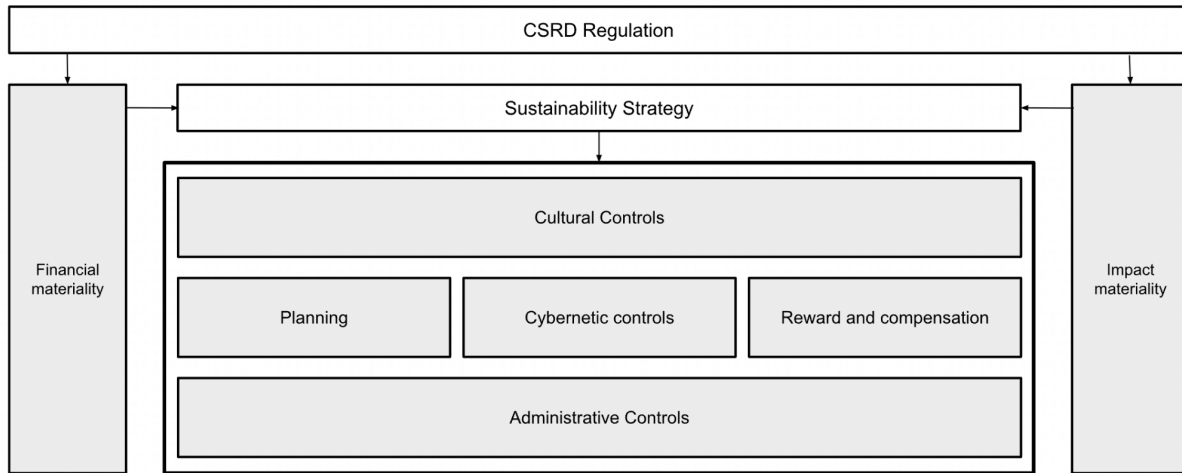 CSRD Regulation
Sustainability Strategy
Cultural Controls
Financial
materiality
Impact
materiality
Planning
Cybernetic controls
Reward and compensation
Administrative Controls